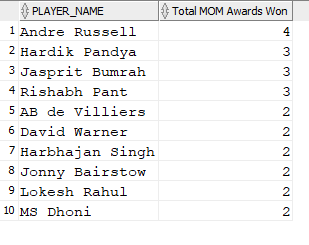 PLAYER_NAME Total MOM Awards Won
1 Andre Russell 4
2 Hardik Pandya 3
3 Jasprit Bumrah 3
4 Rishabh Pant 3
5 AB de Villiers 2
6 David Warner 2
7 Harbhajan Singh 2
8 Jonny Bairstow 2
9 Lokesh Rahul 2
10 MS Dhoni 2